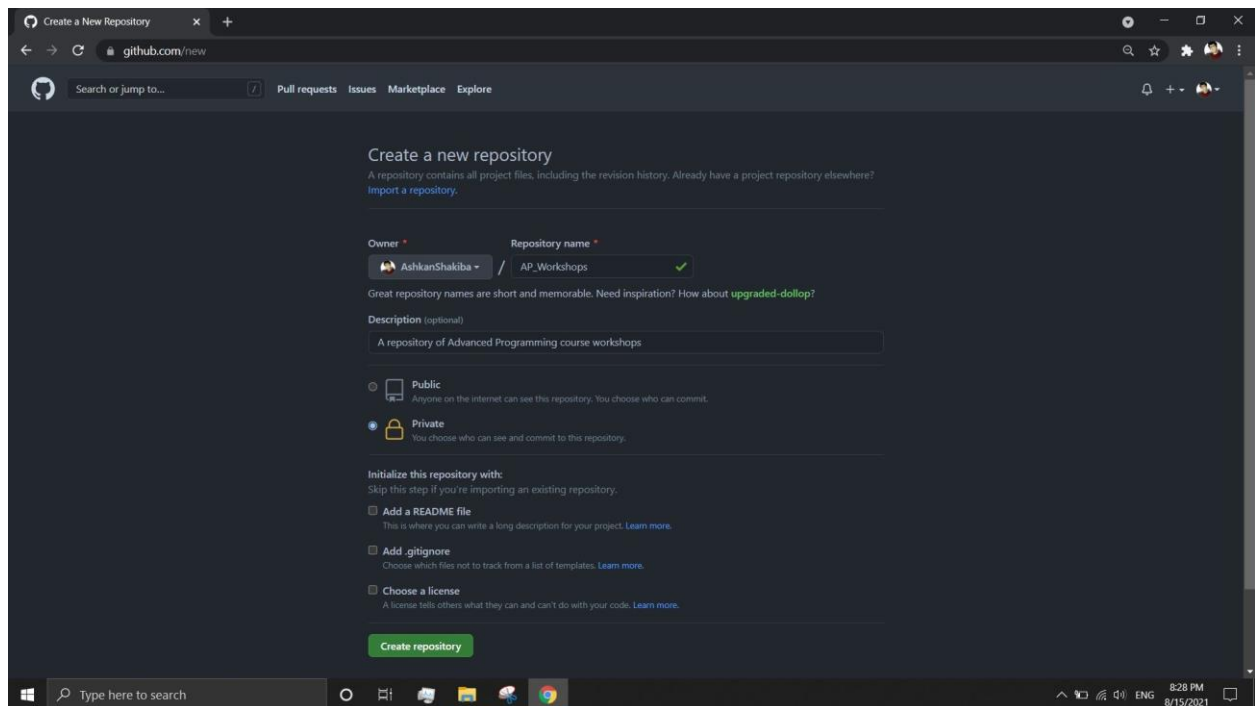 Create a New Repository
github.com/new
Search or jump to... /
Pull requests Issues Marketplace Explore
Create a new repository
A repository contains all project files, including the revision history. Already have a project repository elsewhere?
Import a repository.
Owner * Repository name *
AshkanShakiba / AP_Workshops
Great repository names are short and memorable. Need inspiration? How about upgraded-dollop?
Description (optional)
A repository of Advanced Programming course workshops
Public
Anyone on the internet can see this repository. You choose who can commit.
Private
You choose who can see and commit to this repository.
Initialize this repository with:
Skip this step if you're importing an existing repository.
Add a README file
This is where you can write a long description for your project. Learn more.
Add .gitignore
Choose which files not to track from a list of templates. Learn more.
Choose a license
A license tells others what they can and can't do with your code. Learn more.
Create repository
Type here to search
ENG
8:28 PM
8/15/2021